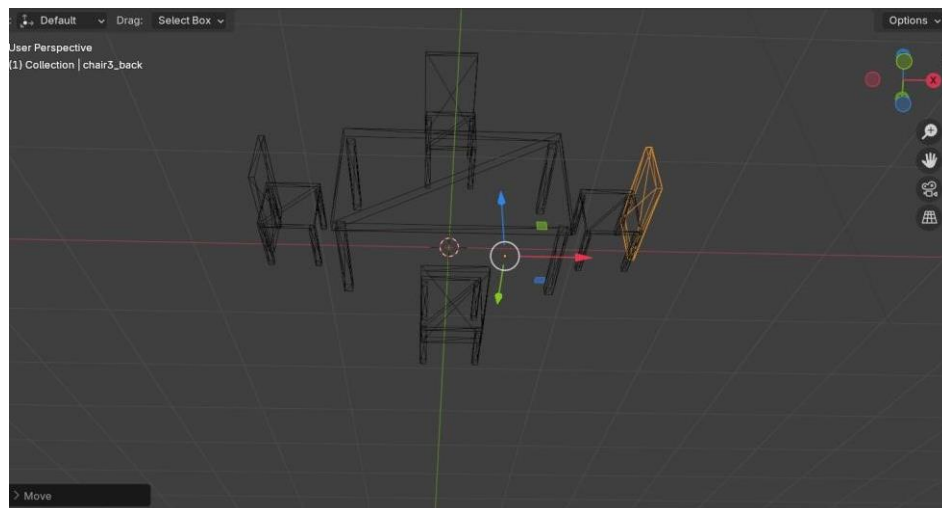 : Default Drag: Select Box Options
User Perspective
(1) Collection | chair3_back
X
Move